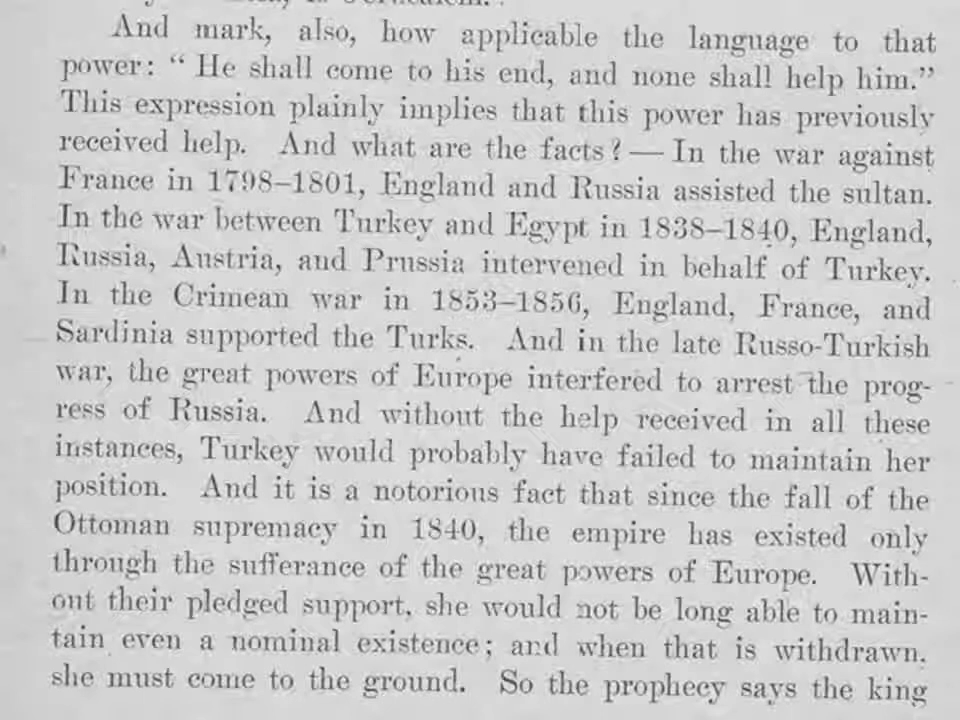 And mark, also, how applicable the language to that
power: “ He shall come to his end, and none shall help him.”
This expression plainly implies that this power has previously
received help. And what are the facts? — In the war against
France in 1798–1801, England and Russia assisted the sultan.
In the war between Turkey and Egypt in 1838–1840, England,
Russia, Austria, and Prussia intervened in behalf of Turkey.
In the Crimean war in 1853–1856, England, France, and
Sardinia supported the Turks. And in the late Russo-Turkish
war, the great powers of Europe interfered to arrest the prog-
ress of Russia. And without the help received in all these
instances, Turkey would probably have failed to maintain her
position. And it is a notorious fact that since the fall of the
Ottoman supremacy in 1840, the empire has existed only
through the sufferance of the great powers of Europe. With-
out their pledged support, she would not be long able to main-
tain even a nominal existence; and when that is withdrawn,
she must come to the ground. So the prophecy says the king